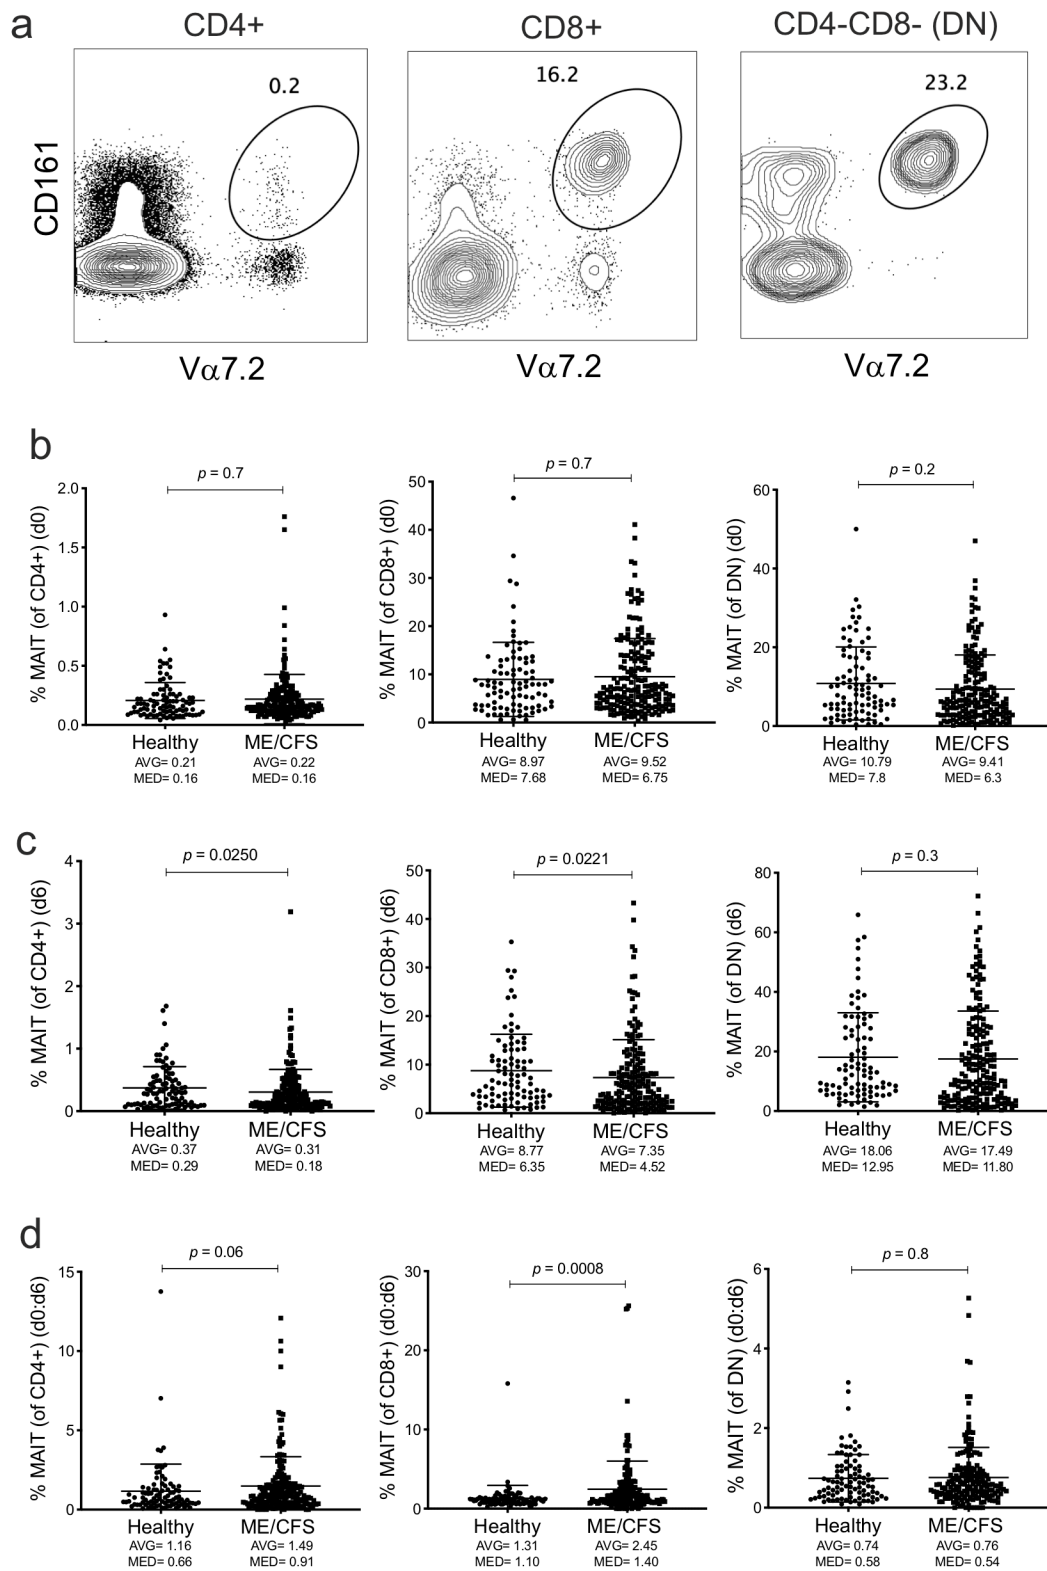 a
CD4+ CD8+ CD4-CD8- (DN)
0.2 16.2 23.2
CD161
Vα7.2 Vα7.2 Vα7.2
b
p = 0.7
% MAIT (of CD4+) (d0)
2.0
1.5
1.0
0.5
0.0
Healthy ME/CFS
AVG= 0.21 AVG= 0.22
MED= 0.16 MED= 0.16
p = 0.7
% MAIT (of CD8+) (d0)
50
40
30
20
10
0
Healthy ME/CFS
AVG= 8.97 AVG= 9.52
MED= 7.68 MED= 6.75
p = 0.2
% MAIT (of DN) (d0)
60
40
20
0
Healthy ME/CFS
AVG= 10.79 AVG= 9.41
MED= 7.8 MED= 6.3
c
p = 0.0250
% MAIT (of CD4+) (d6)
4
3
2
1
0
Healthy ME/CFS
AVG= 0.37 AVG= 0.31
MED= 0.29 MED= 0.18
p = 0.0221
% MAIT (of CD8+) (d6)
50
40
30
20
10
0
Healthy ME/CFS
AVG= 8.77 AVG= 7.35
MED= 6.35 MED= 4.52
p = 0.3
% MAIT (of DN) (d6)
80
60
40
20
0
Healthy ME/CFS
AVG= 18.06 AVG= 17.49
MED= 12.95 MED= 11.80
d
p = 0.06
% MAIT (of CD4+) (d0:d6)
15
10
5
0
Healthy ME/CFS
AVG= 1.16 AVG= 1.49
MED= 0.66 MED= 0.91
p = 0.0008
% MAIT (of CD8+) (d0:d6)
30
20
10
0
Healthy ME/CFS
AVG= 1.31 AVG= 2.45
MED= 1.10 MED= 1.40
p = 0.8
% MAIT (of DN) (d0:d6)
6
4
2
0
Healthy ME/CFS
AVG= 0.74 AVG= 0.76
MED= 0.58 MED= 0.54